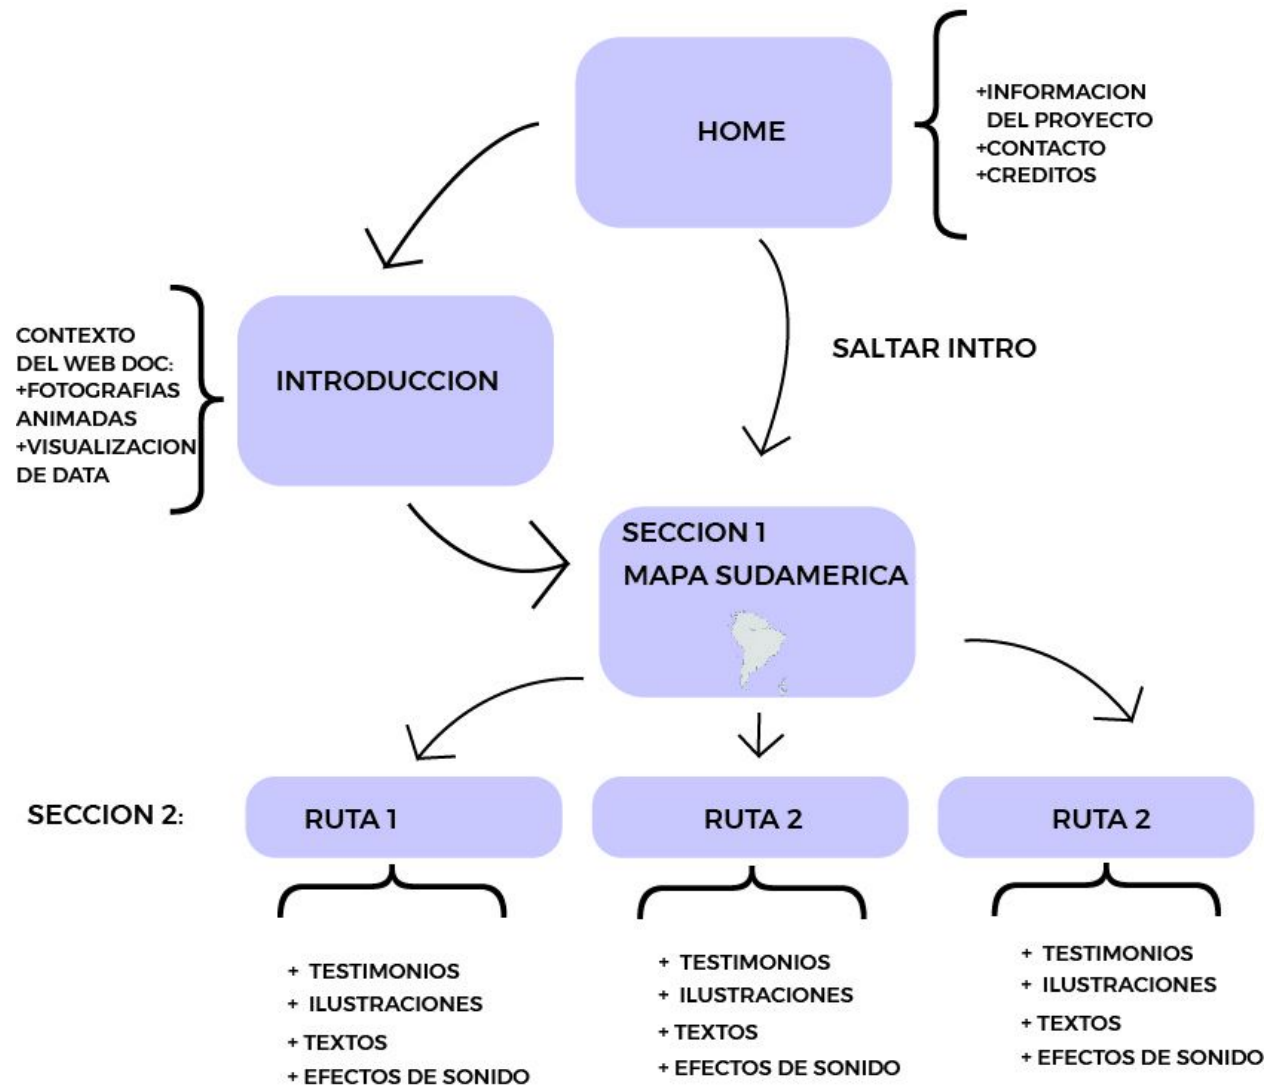 HOME
+INFORMACION
DEL PROYECTO
+CONTACTO
+CREDITOS
CONTEXTO
DEL WEB DOC:
+FOTOGRAFIAS
ANIMADAS
+VISUALIZACION
DE DATA
INTRODUCCION
SALTAR INTRO
SECCION 1
MAPA SUDAMERICA
SECCION 2:
RUTA 1
RUTA 2
RUTA 2
+ TESTIMONIOS
+ ILUSTRACIONES
+ TEXTOS
+ EFECTOS DE SONIDO
+ TESTIMONIOS
+ ILUSTRACIONES
+ TEXTOS
+ EFECTOS DE SONIDO
+ TESTIMONIOS
+ ILUSTRACIONES
+ TEXTOS
+ EFECTOS DE SONIDO